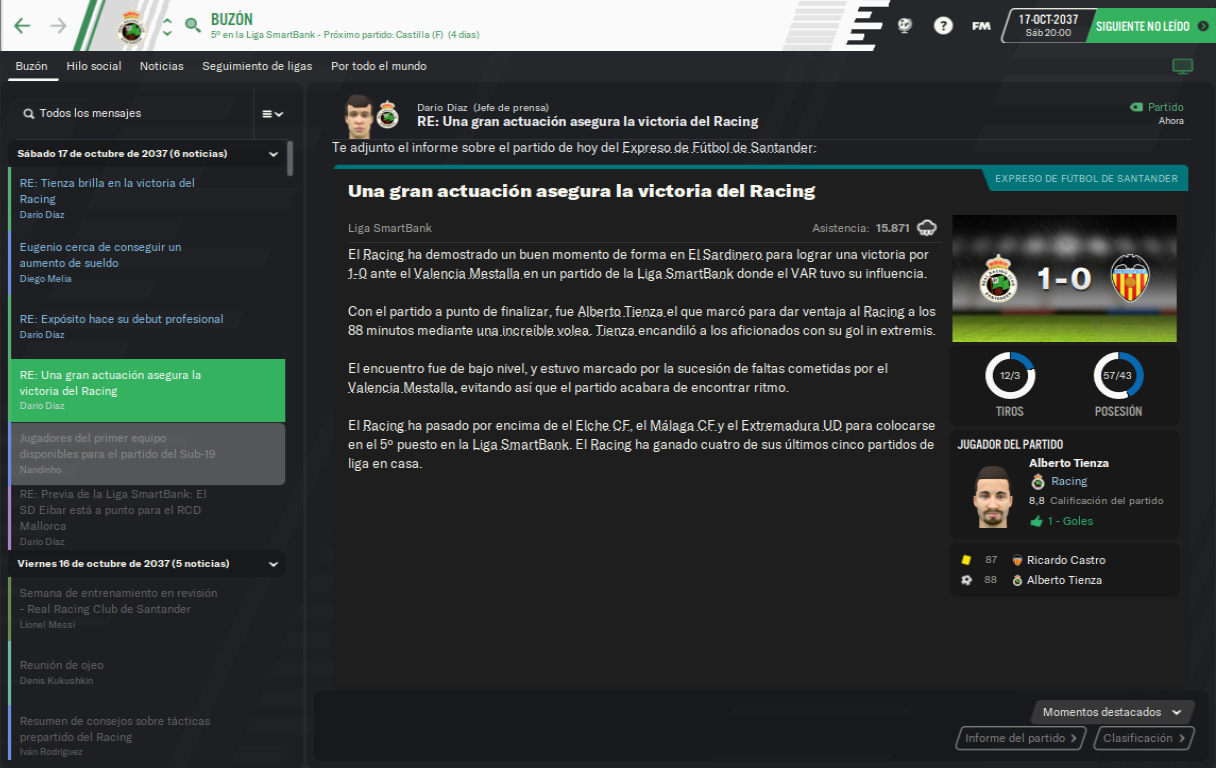 BUZÓN
5º en la Liga SmartBank - Próximo partido: Castilla (F) (4 días)
?
FM
17-OCT-2037
Sáb 20:00
SIGUIENTE NO LEÍDO
Buzón
Hilo social
Noticias
Seguimiento de ligas
Por todo el mundo
Todos los mensajes
Sábado 17 de octubre de 2037 (6 noticias)
RE: Tienza brilla en la victoria del
Racing
Darío Díaz
Eugenio cerca de conseguir un
aumento de sueldo
Diego Melia
RE: Expósito hace su debut profesional
Darío Díaz
RE: Una gran actuación asegura la
victoria del Racing
Darío Díaz
Jugadores del primer equipo
disponibles para el partido del Sub-19
Nandinho
RE: Previa de la Liga SmartBank: El
SD Eibar está a punto para el RCD
Mallorca
Darío Díaz
Viernes 16 de octubre de 2037 (5 noticias)
Semana de entrenamiento en revisión
- Real Racing Club de Santander
Lionel Messi
Reunión de ojeo
Denis Kukushkin
Resumen de consejos sobre tácticas
prepartido del Racing
Iván Rodríguez
Darío Díaz (Jefe de prensa)
RE: Una gran actuación asegura la victoria del Racing
Partido
Ahora
Te adjunto el informe sobre el partido de hoy del Expreso de Fútbol de Santander:
EXPRESO DE FÚTBOL DE SANTANDER
Una gran actuación asegura la victoria del Racing
Liga SmartBank
Asistencia: 15.871
El Racing ha demostrado un buen momento de forma en El Sardinero para lograr una victoria por
1-0 ante el Valencia Mestalla en un partido de la Liga SmartBank donde el VAR tuvo su influencia.
Con el partido a punto de finalizar, fue Alberto Tienza el que marcó para dar ventaja al Racing a los
88 minutos mediante una increíble volea. Tienza encandiló a los aficionados con su gol in extremis.
El encuentro fue de bajo nivel, y estuvo marcado por la sucesión de faltas cometidas por el
Valencia Mestalla, evitando así que el partido acabara de encontrar ritmo.
El Racing ha pasado por encima de el Elche CF, el Málaga CF y el Extremadura UD para colocarse
en el 5º puesto en la Liga SmartBank. El Racing ha ganado cuatro de sus últimos cinco partidos de
liga en casa.
1-0
12/3
TIROS
57/43
POSESIÓN
JUGADOR DEL PARTIDO
Alberto Tienza
Racing
8,8 Calificación del partido
1 - Goles
87 Ricardo Castro
88 Alberto Tienza
Momentos destacados
Informe del partido
Clasificación